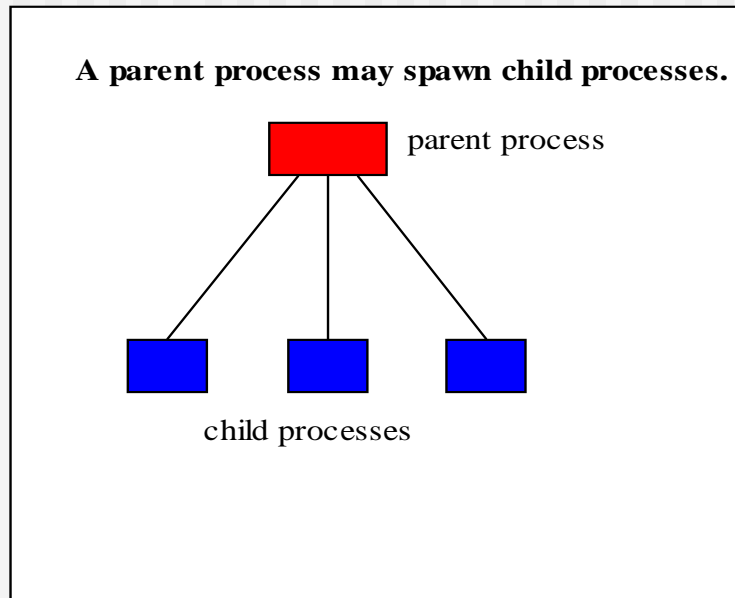 A parent process may spawn child processes.
parent process
child processes